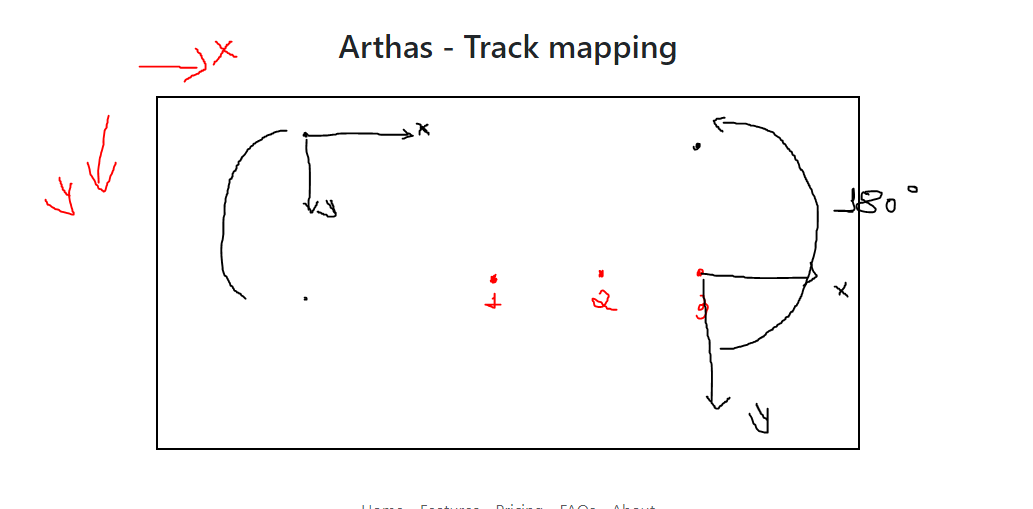 Arthas - Track mapping
x
y
x
y
180°
1 2 3
x
y
Home Features Pricing FAQs About